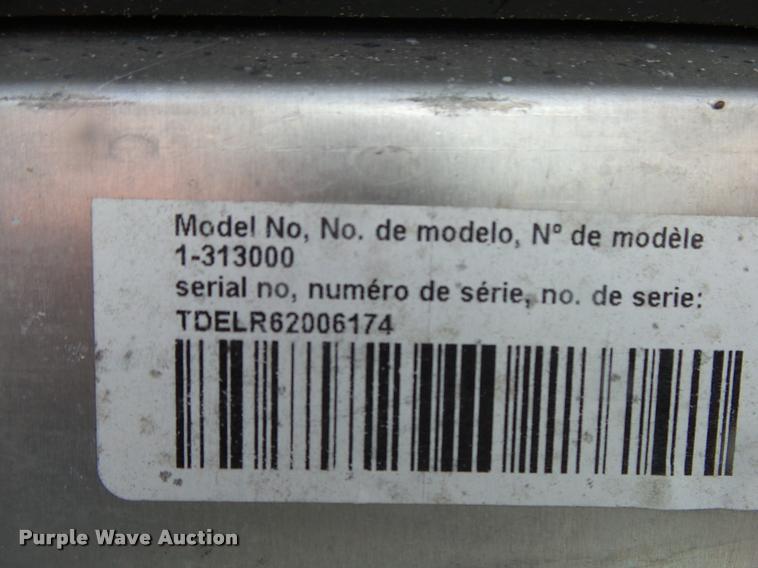 Model No, No. de modelo, Nº de modèle
1-313000
serial no, numéro de série, no. de serie:
TDELR62006174
Purple Wave Auction